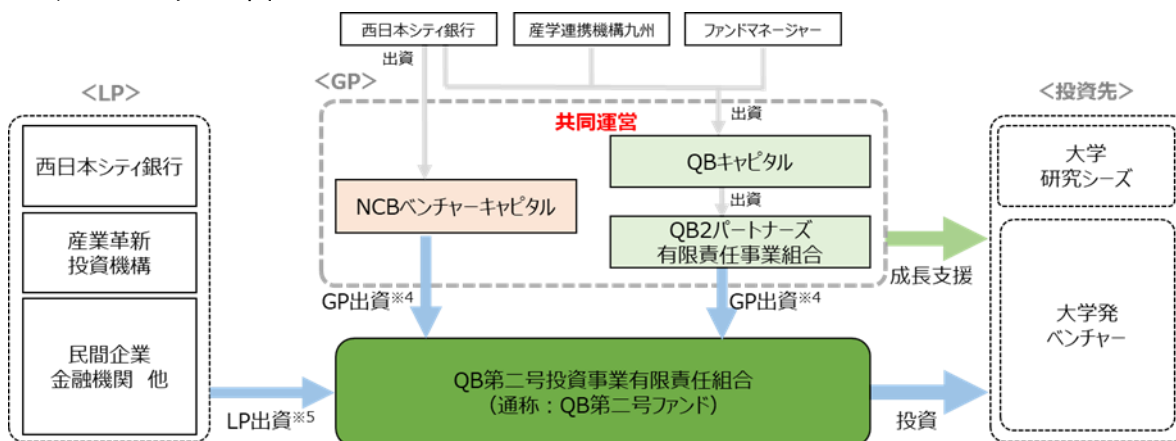 西日本シティ銀行
産学連携機構九州
ファンドマネージャー
出資
<GP>
<LP>
<投資先>
共同運営
出資
西日本シティ銀行
QBキャピタル
大学
研究シーズ
NCBベンチャーキャピタル
出資
産業革新
投資機構
QB2パートナーズ
有限責任事業組合
成長支援
GP出資※4
GP出資※4
大学発
ベンチャー
民間企業
金融機関 他
QB第二号投資事業有限責任組合
(通称:QB第二号ファンド)
LP出資※5
投資